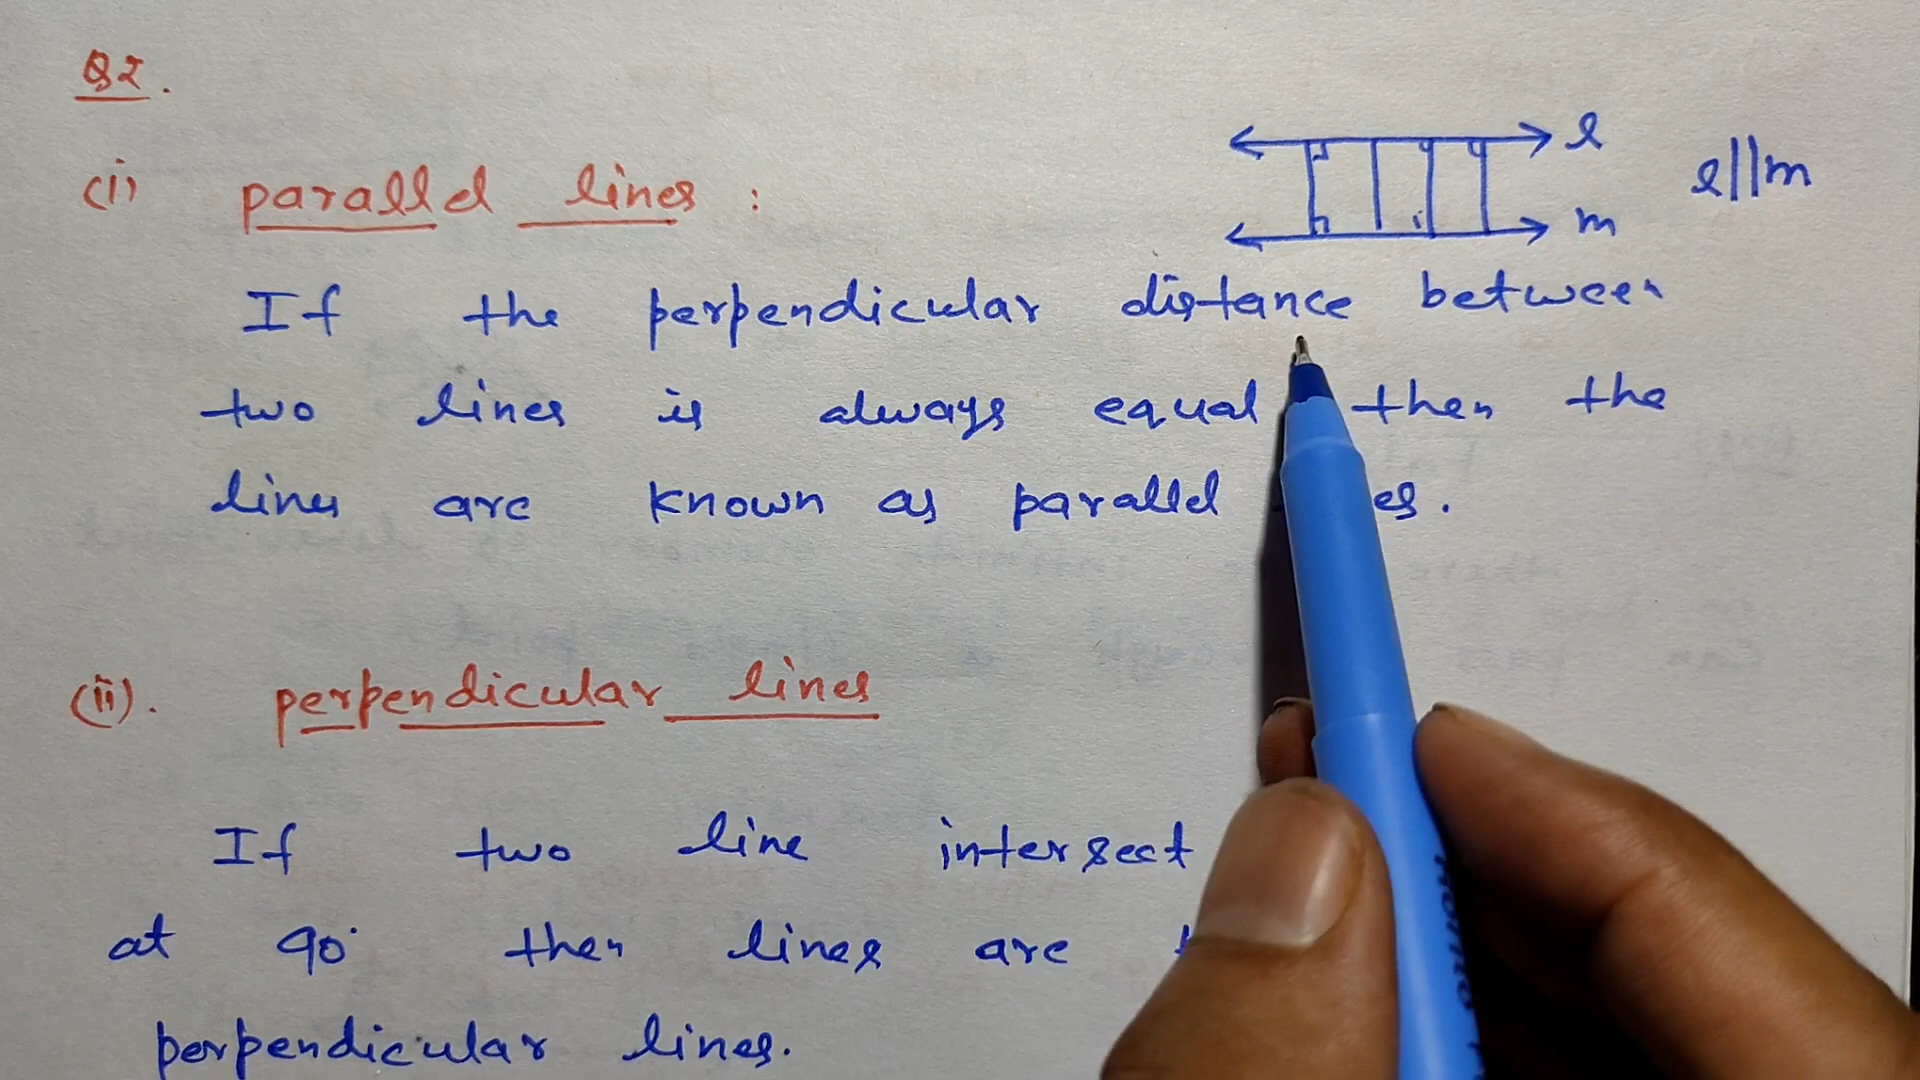 Q2.
(i) parallel lines :
l
l||m
m
If the perpendicular distance between
two lines is always equal then the
lines are known as parallel
(ii). perpendicular lines
If two line intersect
at 90° then lines are
perpendicular lines.